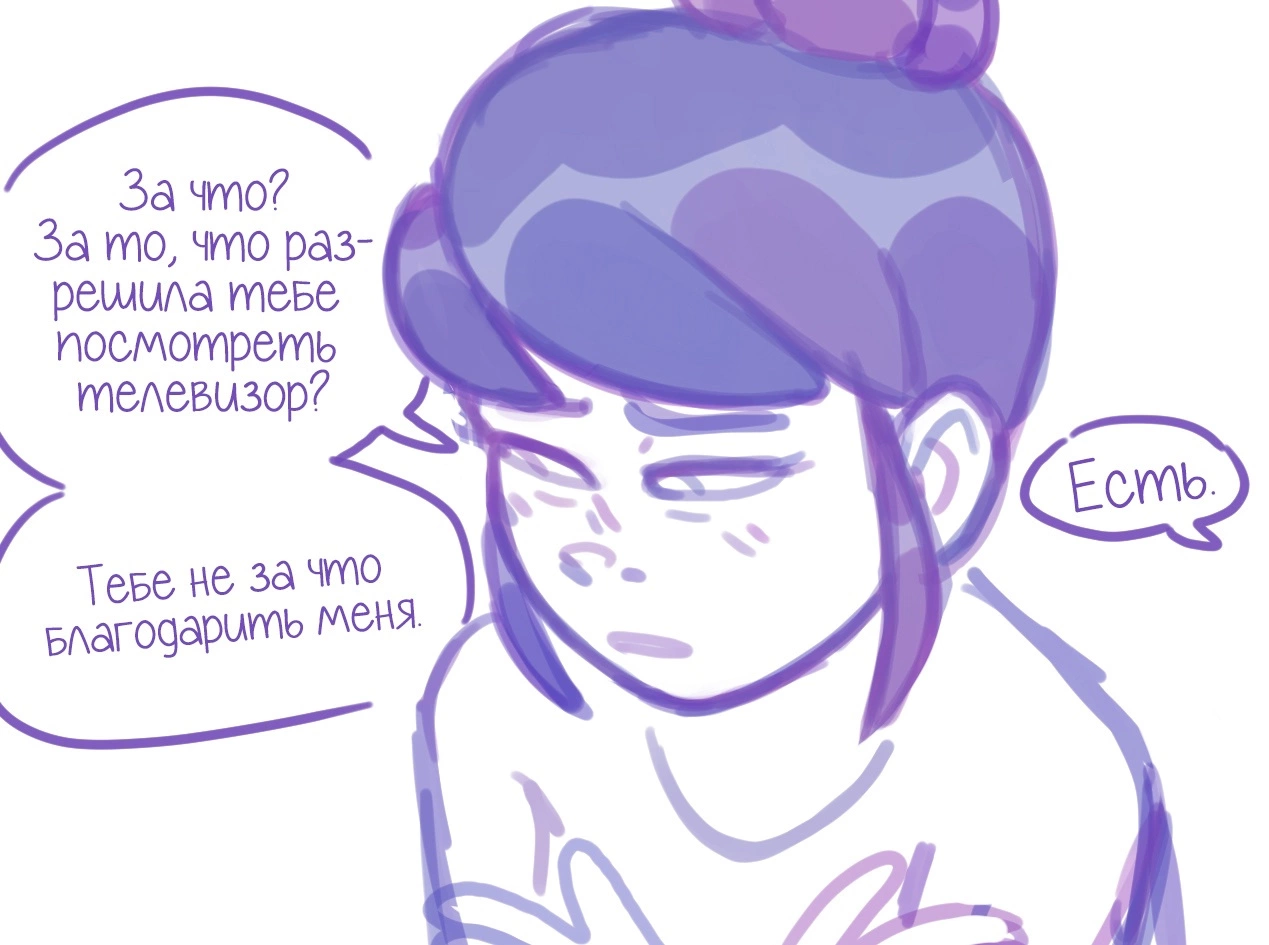 За что?
За то, что раз-
решила тебе
посмотреть
телевизор?
Тебе не за что
благодарить меня.
Есть.